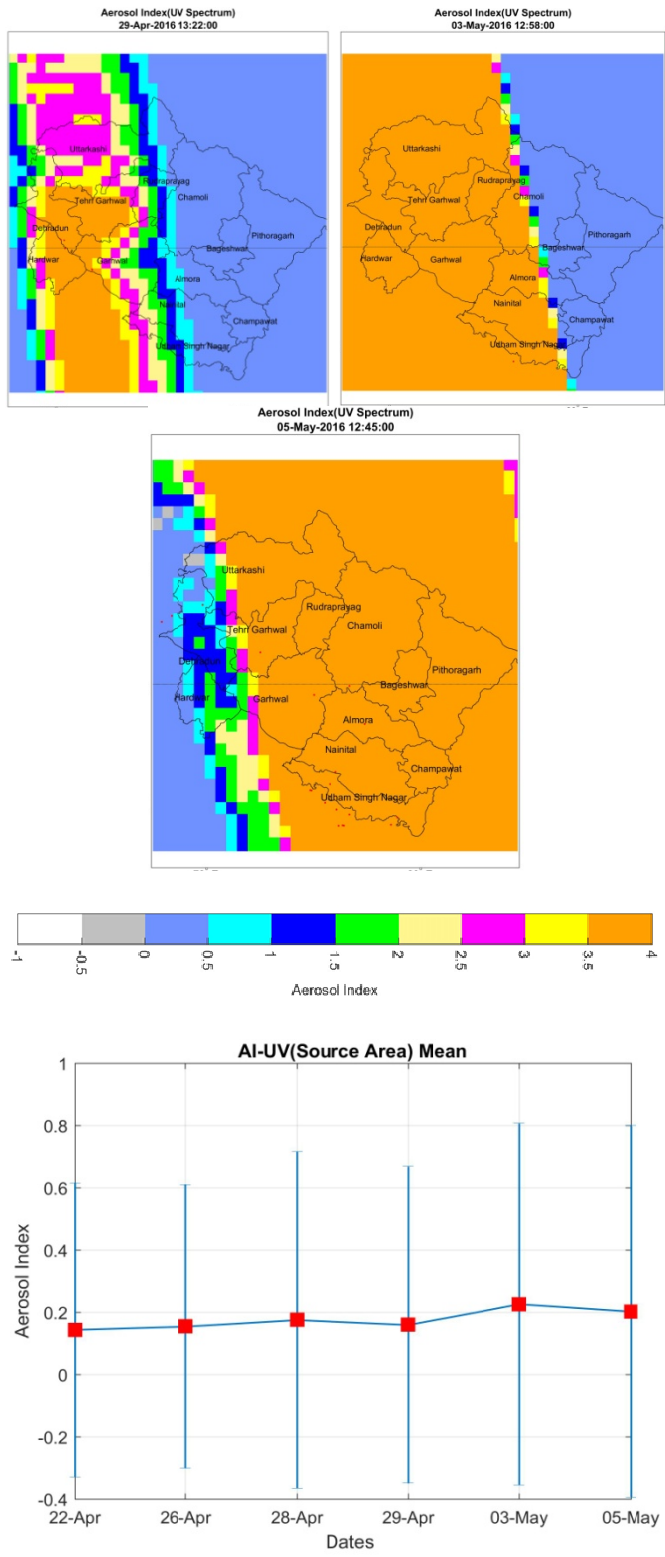 Aerosol Index(UV Spectrum)
29-Apr-2016 13:22:00
Uttarkashi
Rudraprayag
Tehri Garhwal
Chamoli
Dehradun
Pithoragarh
Bageshwar
Hardwar
Garhwal
Almora
Nainital
Champawat
Udham Singh Nagar
Aerosol Index(UV Spectrum)
03-May-2016 12:58:00
Uttarkashi
Rudraprayag
Tehri Garhwal
Chamoli
Dehradun
Pithoragarh
Bageshwar
Hardwar
Garhwal
Almora
Nainital
Champawat
Udham Singh Nagar
Aerosol Index(UV Spectrum)
05-May-2016 12:45:00
Uttarkashi
Rudraprayag
Tehri Garhwal
Chamoli
Dehradun
Pithoragarh
Bageshwar
Hardwar
Garhwal
Almora
Nainital
Champawat
Udham Singh Nagar
-1 -0.5 0 0.5 1 1.5 2 2.5 3 3.5 4
Aerosol Index
AI-UV(Source Area) Mean
1
0.8
0.6
0.4
0.2
0
-0.2
-0.4
Aerosol Index
22-Apr 26-Apr 28-Apr 29-Apr 03-May 05-May
Dates